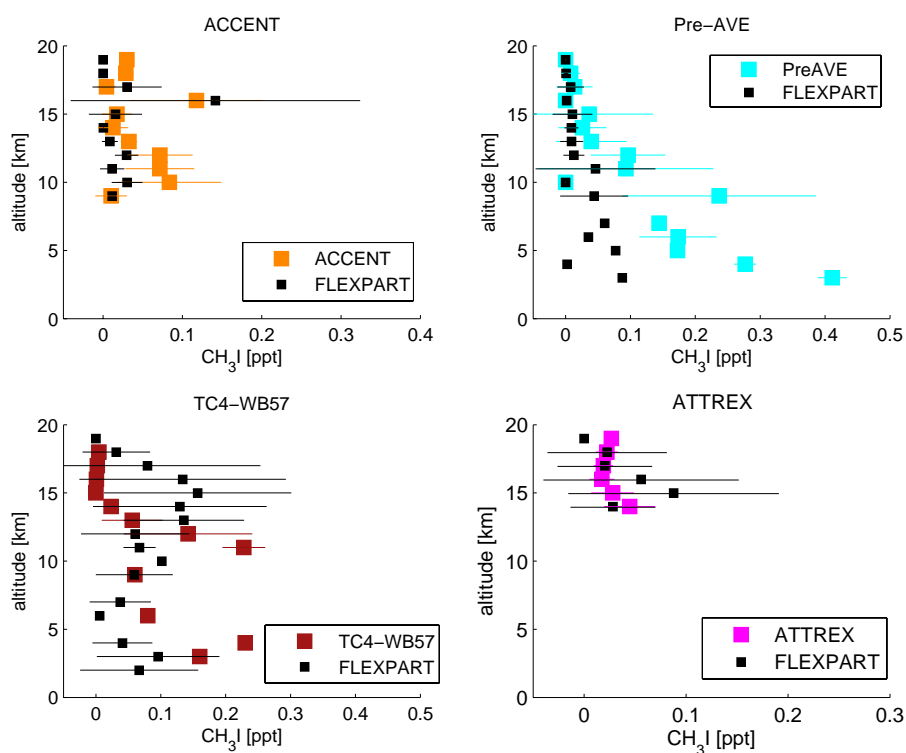 ACCENT
20
15
10
5
0
altitude [km]
0
0.1
0.2
0.3
0.4
CH3I [ppt]
ACCENT
FLEXPART
Pre−AVE
20
15
10
5
0
altitude [km]
0
0.1
0.2
0.3
0.4
0.5
CH3I [ppt]
PreAVE
FLEXPART
TC4−WB57
20
15
10
5
0
altitude [km]
0
0.1
0.2
0.3
0.4
0.5
CH3I [ppt]
TC4−WB57
FLEXPART
ATTREX
20
15
10
5
0
altitude [km]
0
0.1
0.2
0.3
CH3I [ppt]
ATTREX
FLEXPART